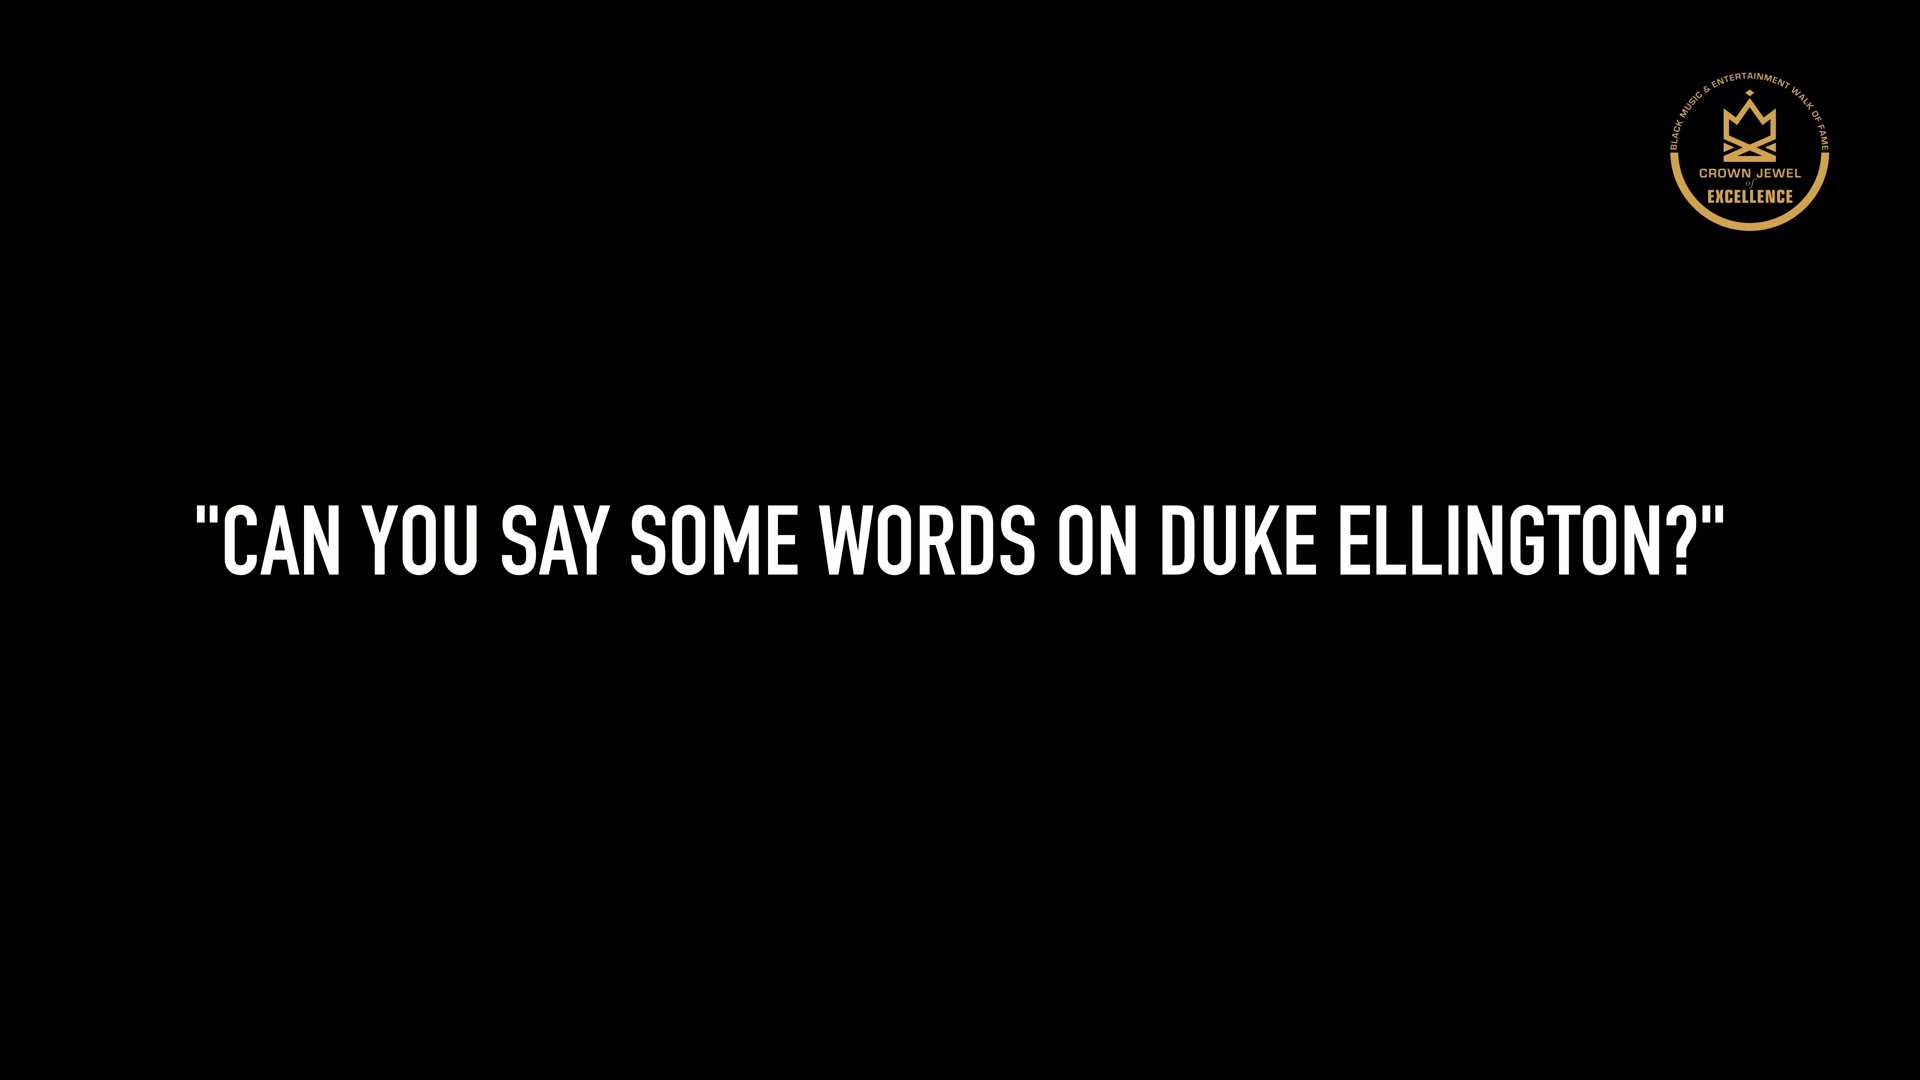 BLACK MUSIC & ENTERTAINMENT WALK OF FAME
CROWN JEWEL
of
EXCELLENCE
"CAN YOU SAY SOME WORDS ON DUKE ELLINGTON?"